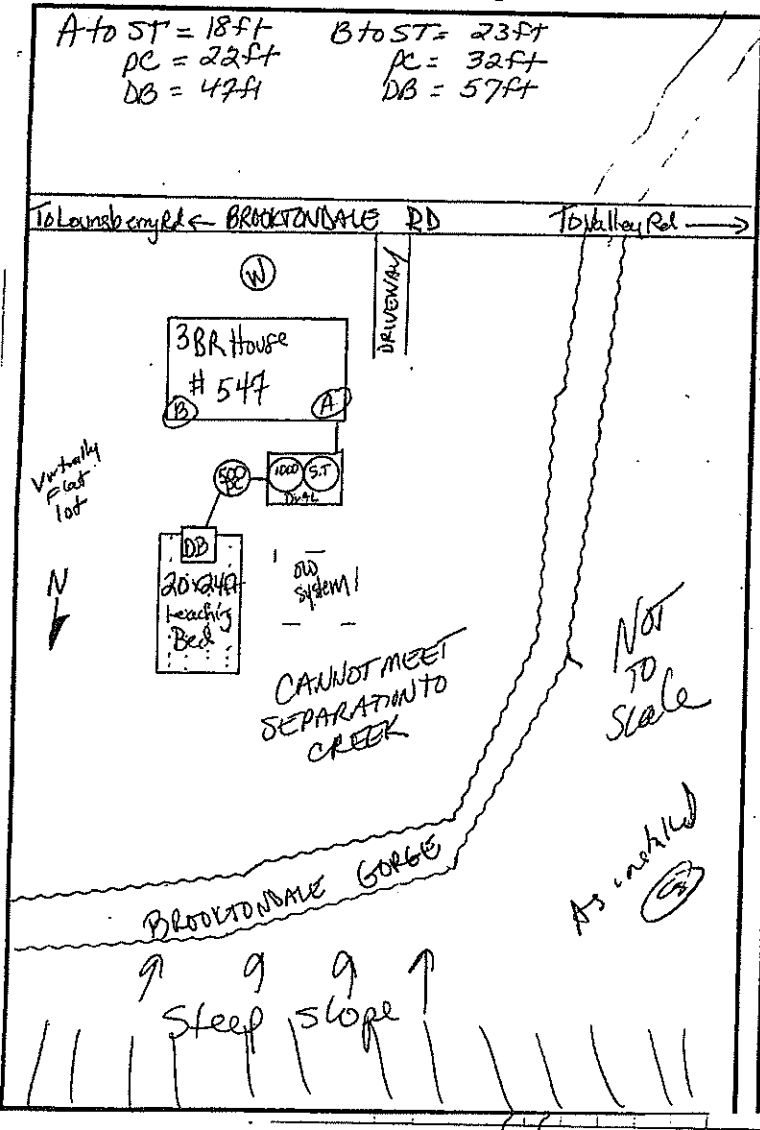 A to ST = 18ft
PC = 22ft
DB = 47ft
B to ST = 23ft
PC = 32ft
DB = 57ft
To Lounsberry Rd ← BROOKTONDALE RD
To Valley Rd →
W
DRIVEWAY
3BR House
# 547
B
A
500
PC
1000
S.T
Dual
Virtually
Flat
lot
N
DB
20x24ft
Leaching
Bed
old
system
CANNOT MEET
SEPARATION TO
CREEK
NOT
TO
Scale
BROOKTONDALE GORGE
As installed
Steep slope